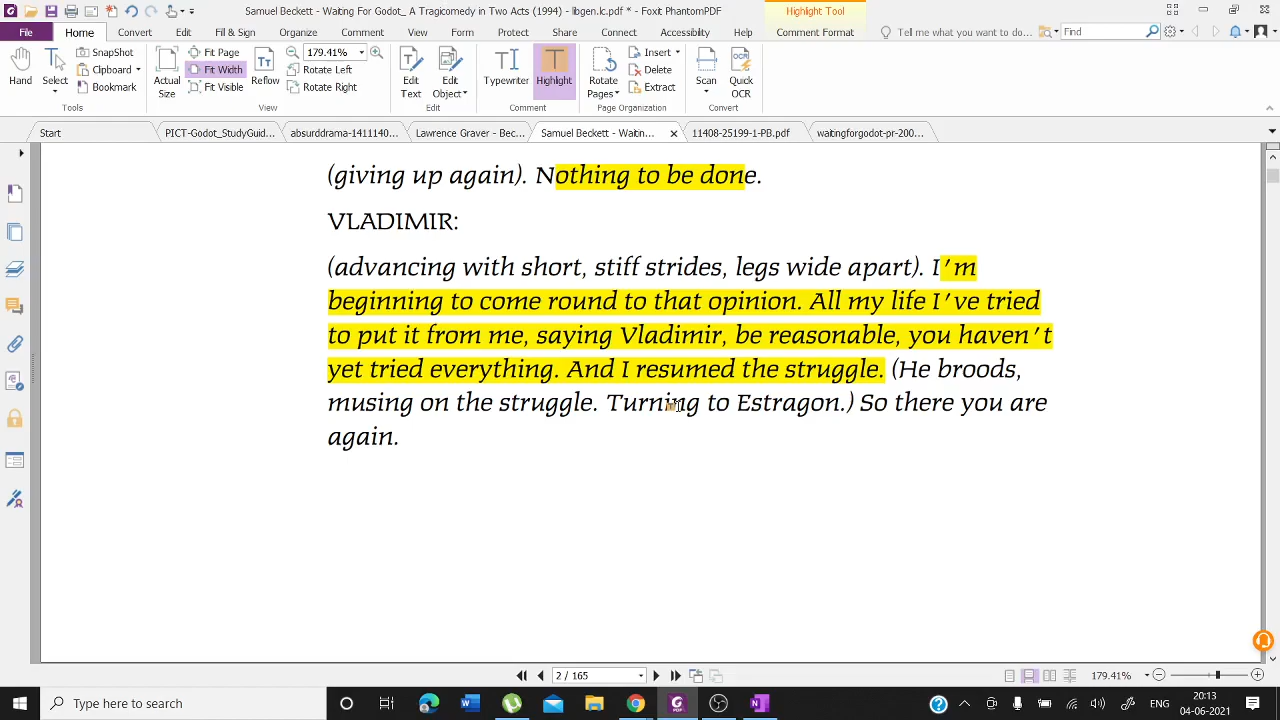 Samuel Beckett - Waiting For Godot_ A Tragicomedy in Two Acts (1994) - libgen.lc.pdf * - Foxit PhantomPDF
Highlight Tool
File Home Convert Edit Fill & Sign Organize Comment View Form Protect Share Connect Accessibility Help Comment Format Tell me what you want to do... Find
SnapShot Fit Page 179.41% Insert
Clipboard Fit Width Rotate Left Delete
Bookmark Fit Visible Rotate Right Extract
Hand Select Actual Size Reflow Edit Text Edit Object Typewriter Highlight Rotate Pages Scan Quick OCR
Tools View Edit Comment Page Organization Convert
Start PICT-Godot_StudyGuid... absurddrama-1411140... Lawrence Graver - Bec... Samuel Beckett - Waitin... 11408-25199-1-PB.pdf waitingforgodot-pr-200...
(giving up again). Nothing to be done.
VLADIMIR:
(advancing with short, stiff strides, legs wide apart). I'm
beginning to come round to that opinion. All my life I've tried
to put it from me, saying Vladimir, be reasonable, you haven't
yet tried everything. And I resumed the struggle. (He broods,
musing on the struggle. Turning to Estragon.) So there you are
again.
2 / 165 179.41%
Type here to search ENG 20:13
04-06-2021